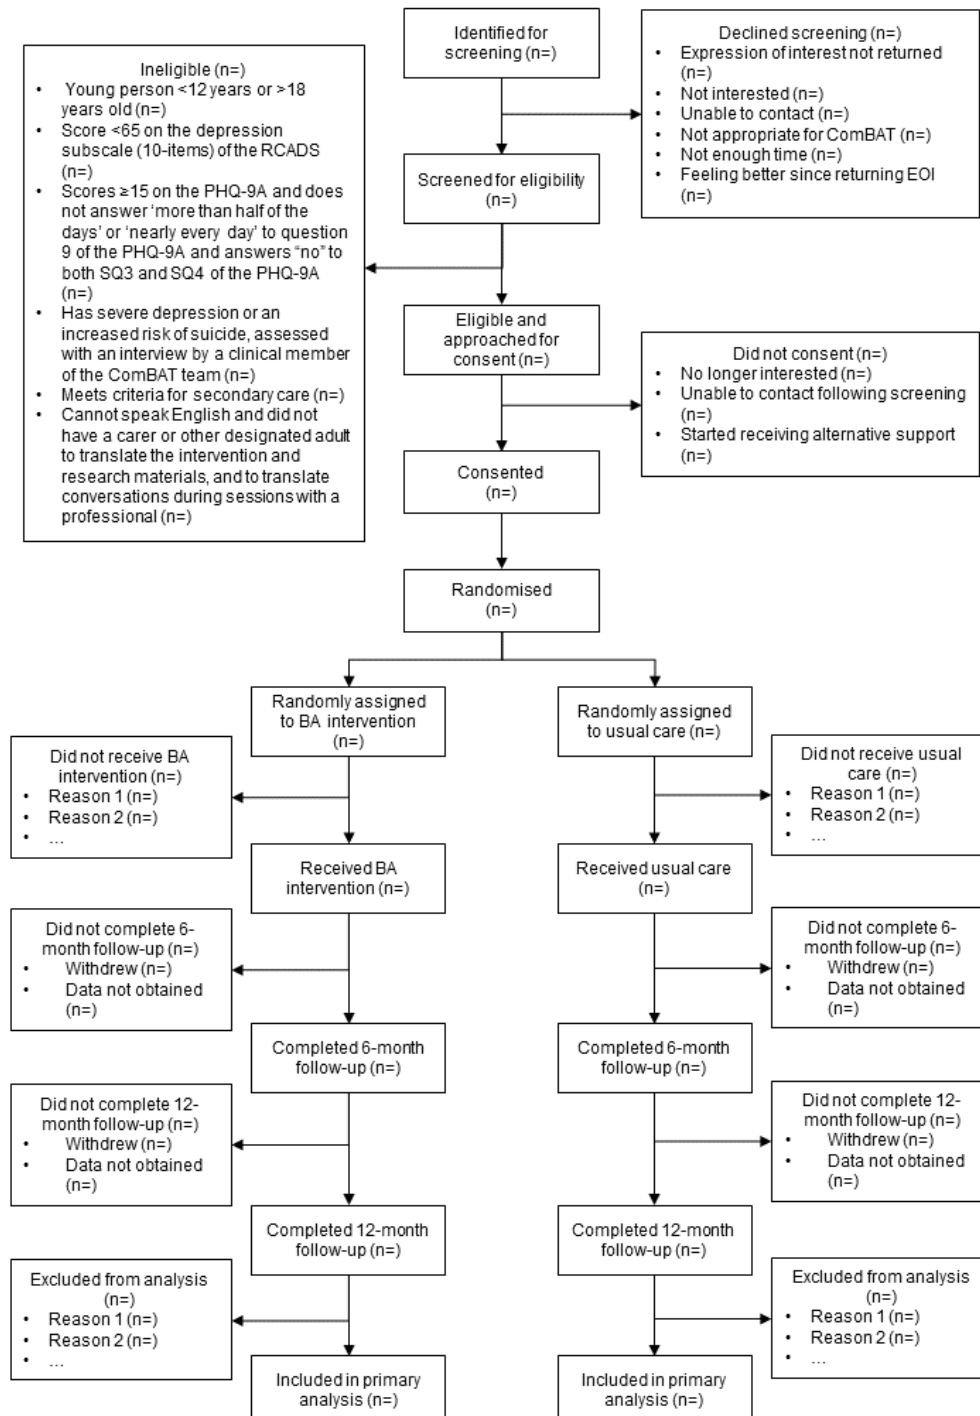 Identified for
screening (n=)
Declined screening (n=)
• Expression of interest not returned
(n=)
• Not interested (n=)
• Unable to contact (n=)
• Not appropriate for ComBAT (n=)
• Not enough time (n=)
• Feeling better since returning EOI
(n=)
Screened for eligibility
(n=)
Ineligible (n=)
• Young person <12 years or >18
years old (n=)
• Score <65 on the depression
subscale (10-items) of the RCADS
(n=)
• Scores ≥15 on the PHQ-9A and does
not answer ‘more than half of the
days’ or ‘nearly every day’ to question
9 of the PHQ-9A and answers “no” to
both SQ3 and SQ4 of the PHQ-9A
(n=)
• Has severe depression or an
increased risk of suicide, assessed
with an interview by a clinical member
of the ComBAT team (n=)
• Meets criteria for secondary care (n=)
• Cannot speak English and did not
have a carer or other designated adult
to translate the intervention and
research materials, and to translate
conversations during sessions with a
professional (n=)
Eligible and
approached for
consent (n=)
Did not consent (n=)
• No longer interested (n=)
• Unable to contact following screening
(n=)
• Started receiving alternative support
(n=)
Consented
(n=)
Randomised
(n=)
Randomly assigned
to BA intervention
(n=)
Randomly assigned
to usual care (n=)
Did not receive BA
intervention (n=)
• Reason 1 (n=)
• Reason 2 (n=)
• ...
Did not receive usual
care (n=)
• Reason 1 (n=)
• Reason 2 (n=)
• ...
Received BA
intervention (n=)
Received usual care
(n=)
Did not complete 6-
month follow-up (n=)
• Withdrew (n=)
• Data not obtained
(n=)
Did not complete 6-
month follow-up (n=)
• Withdrew (n=)
• Data not obtained
(n=)
Completed 6-month
follow-up (n=)
Completed 6-month
follow-up (n=)
Did not complete 12-
month follow-up (n=)
• Withdrew (n=)
• Data not obtained
(n=)
Did not complete 12-
month follow-up (n=)
• Withdrew (n=)
• Data not obtained
(n=)
Completed 12-month
follow-up (n=)
Completed 12-month
follow-up (n=)
Excluded from analysis
(n=)
• Reason 1 (n=)
• Reason 2 (n=)
• ...
Excluded from analysis
(n=)
• Reason 1 (n=)
• Reason 2 (n=)
• ...
Included in primary
analysis (n=)
Included in primary
analysis (n=)